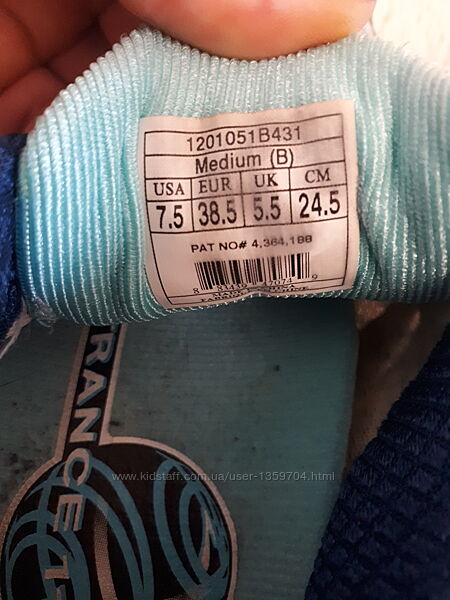 1201051B431
Medium (B)
USA EUR UK CM
7.5 38.5 5.5 24.5
PAT NO# 4,364,188
TRANCE
www.kidstaff.com.ua/user-1359704.html